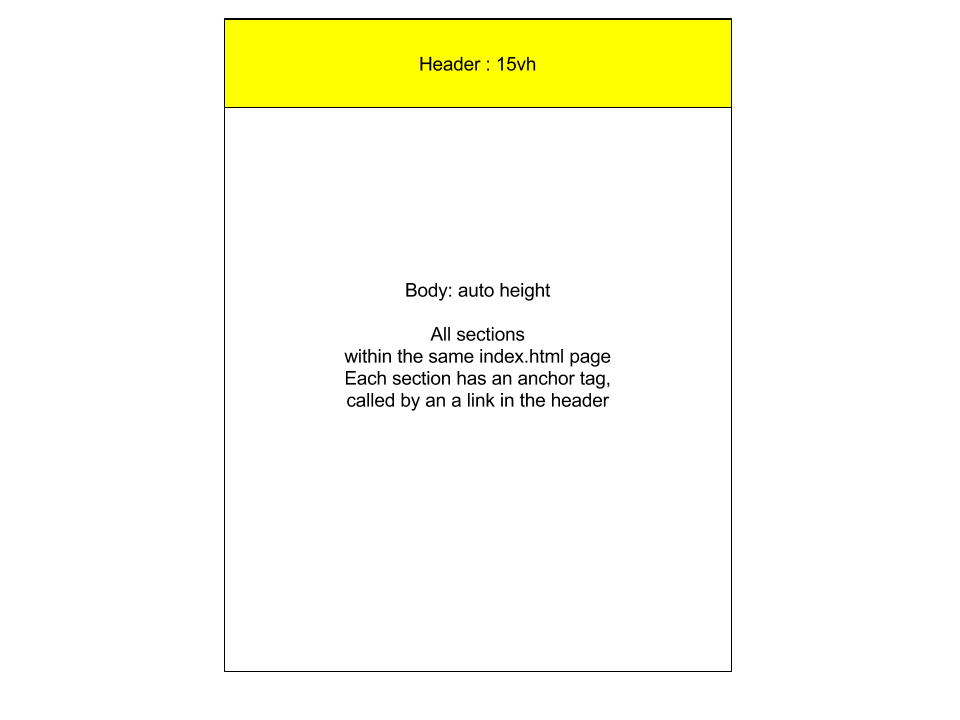 Header : 15vh
Body: auto height
All sections
within the same index.html page
Each section has an anchor tag,
called by an a link in the header